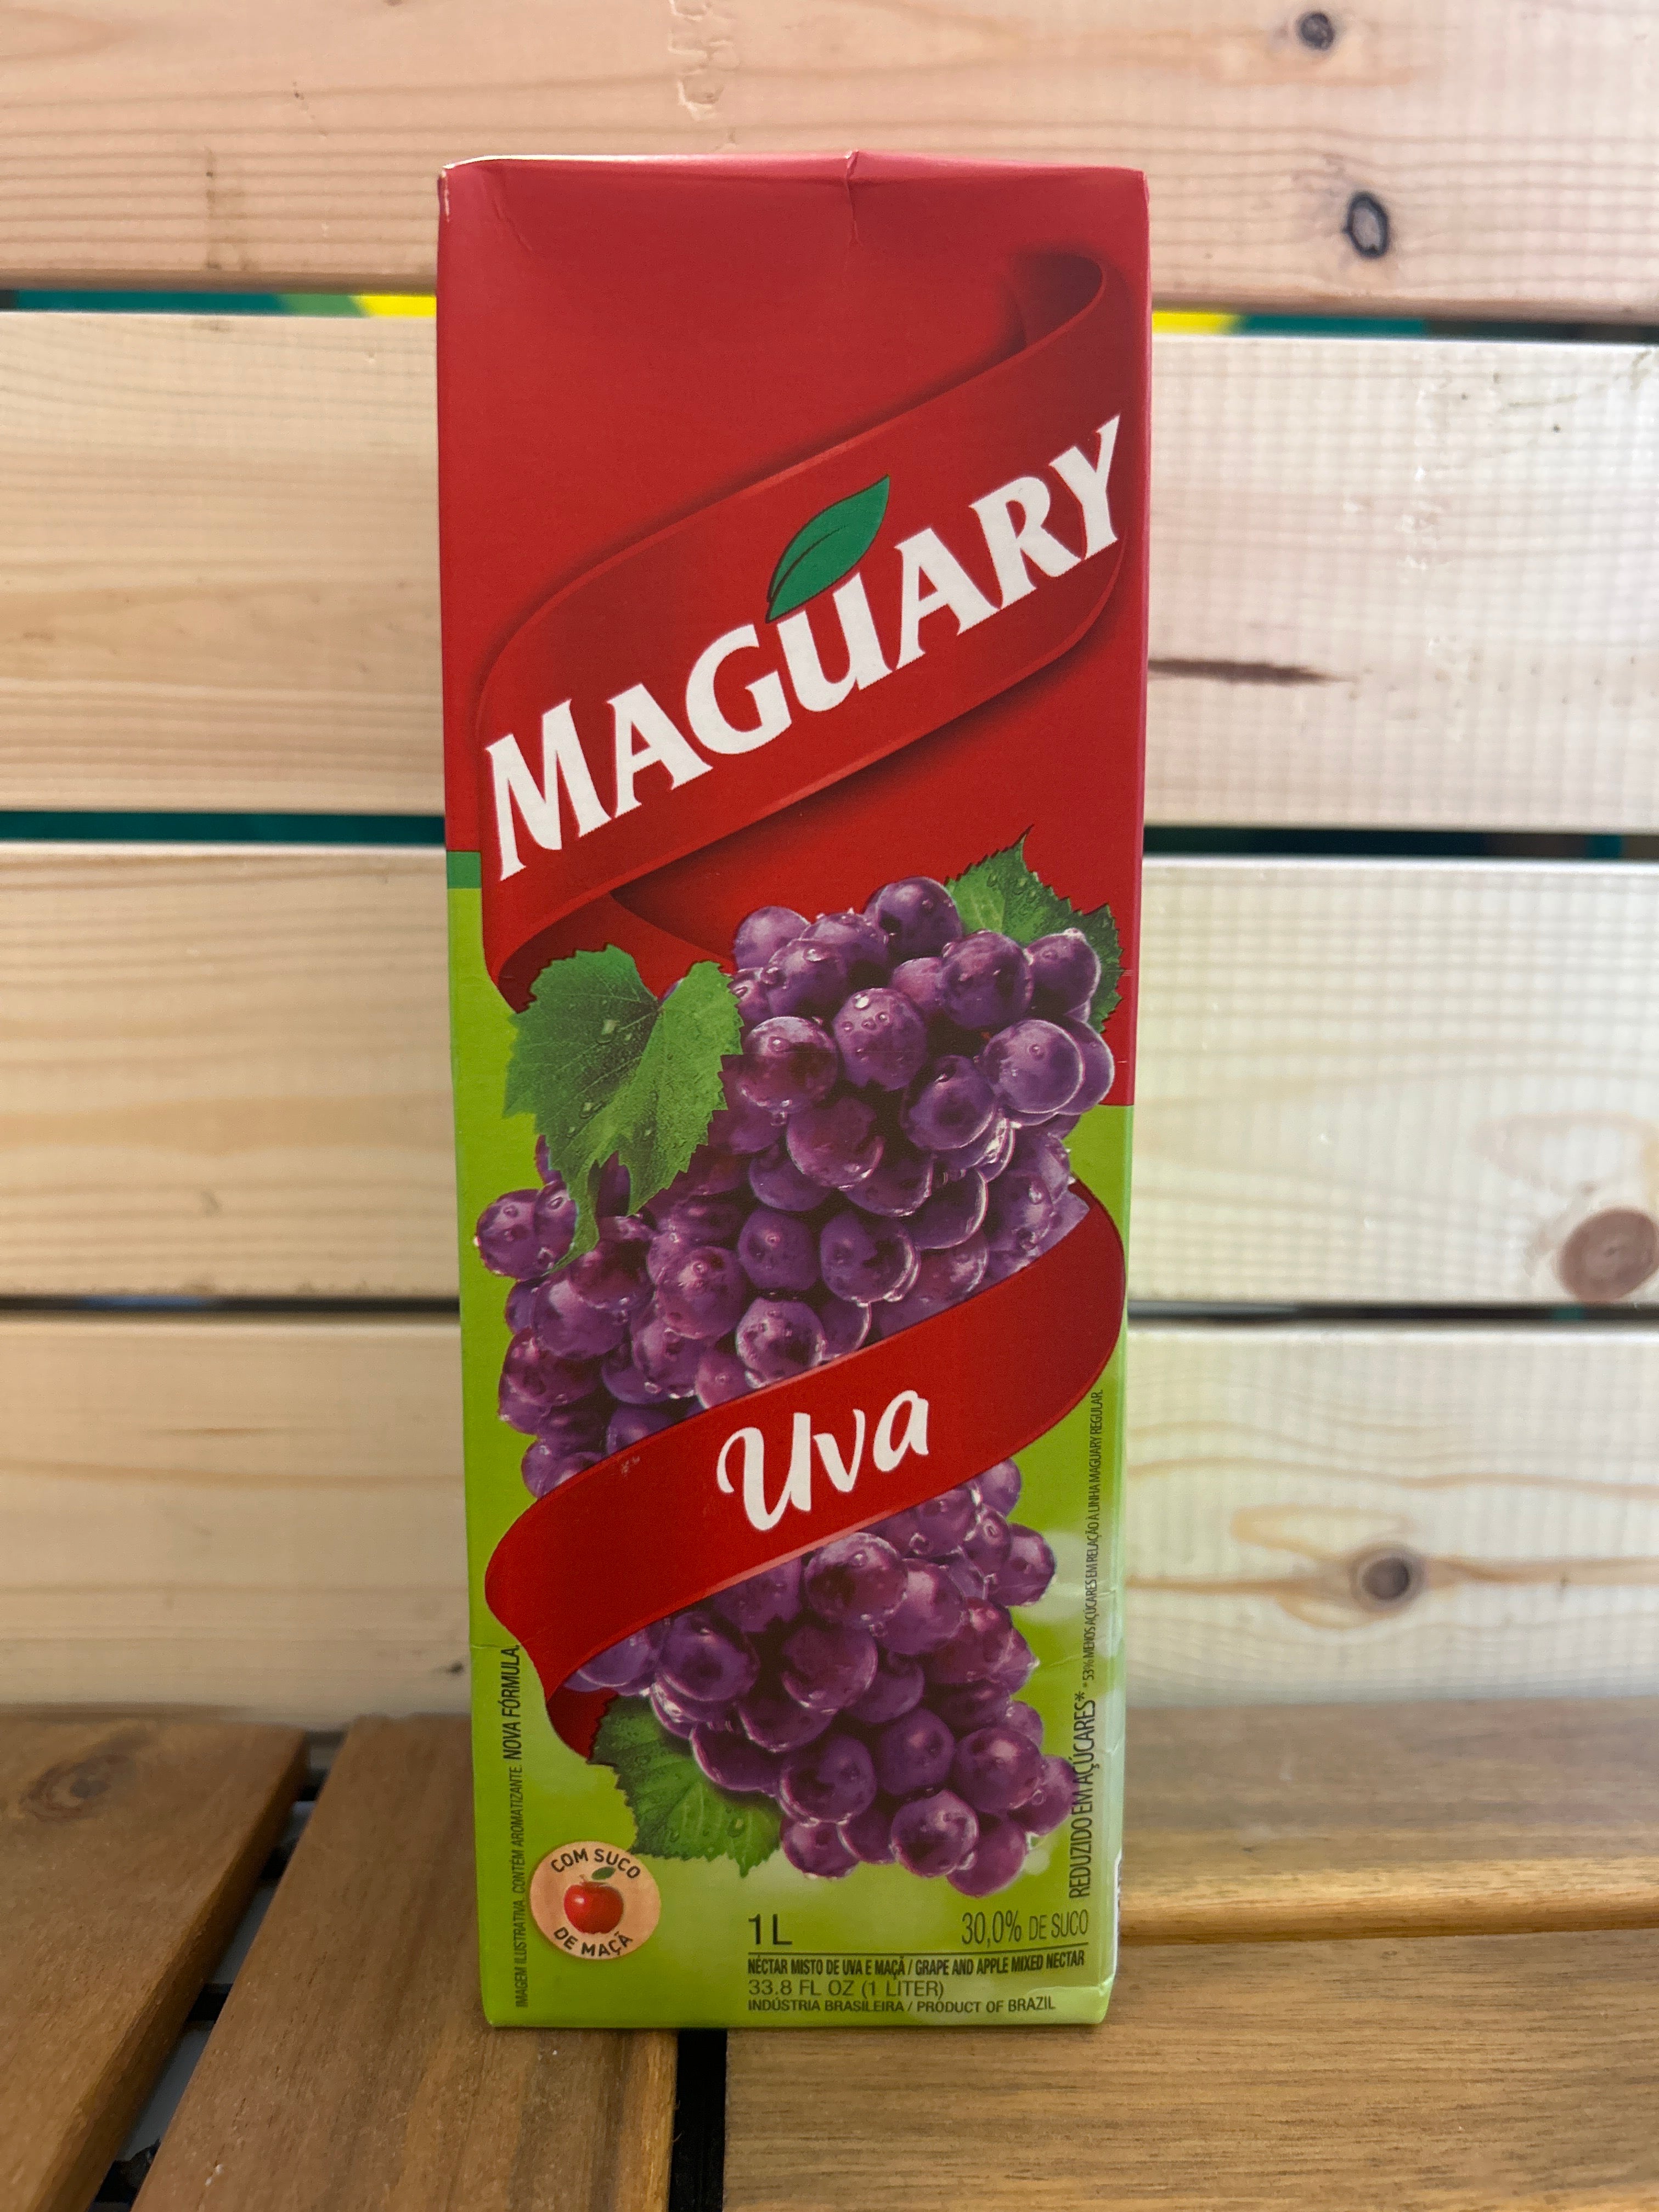 MAGUARY
Uva
IMAGEM ILUSTRATIVA. CONTÉM AROMATIZANTE. NOVA FÓRMULA.
REDUZIDO EM AÇÚCARES* *53% MENOS AÇÚCARES EM RELAÇÃO À LINHA MAGUARY REGULAR.
COM SUCO
DE MAÇÃ
1L 30,0% DE SUCO
NÉCTAR MISTO DE UVA E MAÇÃ / GRAPE AND APPLE MIXED NECTAR
33.8 FL OZ (1 LITER)
INDÚSTRIA BRASILEIRA / PRODUCT OF BRAZIL